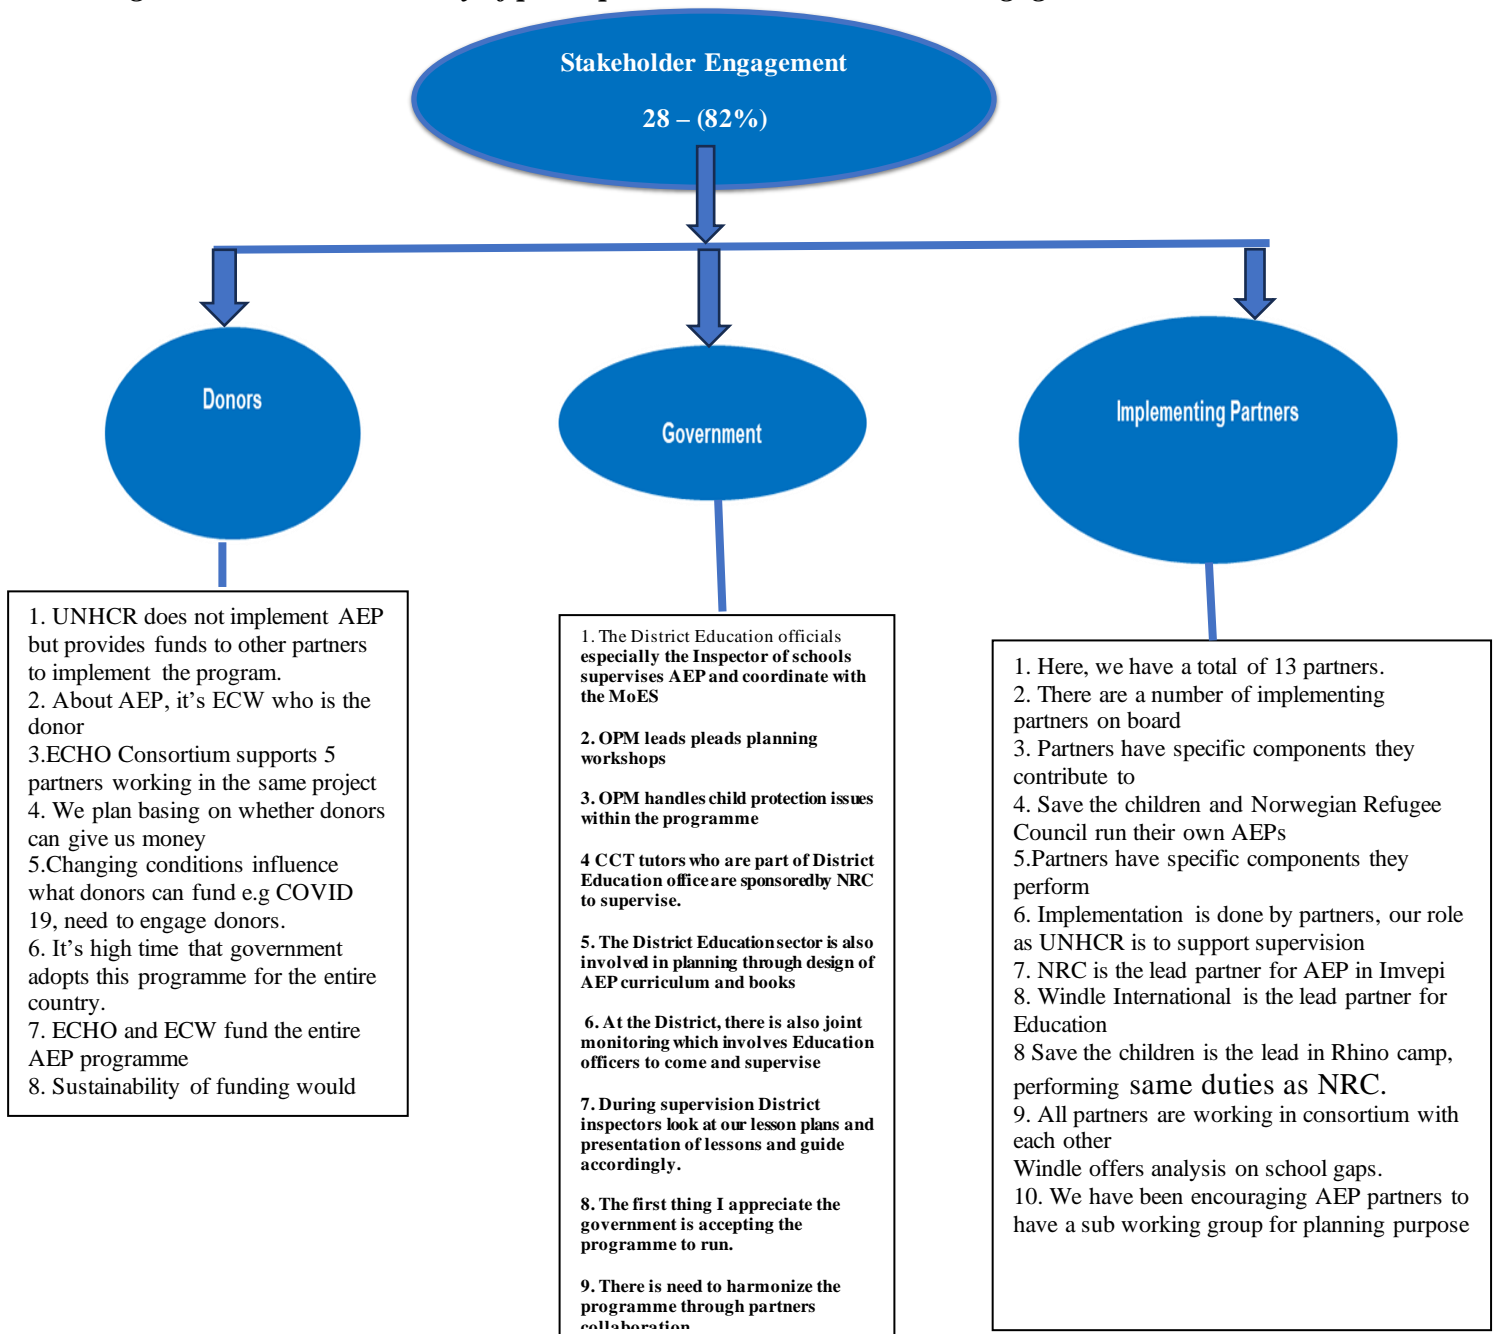 Stakeholder Engagement
28 – (82%)
Donors
Government
Implementing Partners
1. UNHCR does not implement AEP
but provides funds to other partners
to implement the program.
2. About AEP, it’s ECW who is the
donor
3.ECHO Consortium supports 5
partners working in the same project
4. We plan basing on whether donors
can give us money
5.Changing conditions influence
what donors can fund e.g COVID
19, need to engage donors.
6. It’s high time that government
adopts this programme for the entire
country.
7. ECHO and ECW fund the entire
AEP programme
8. Sustainability of funding would
1. The District Education officials
especially the Inspector of schools
supervises AEP and coordinate with
the MoES
2. OPM leads pleads planning
workshops
3. OPM handles child protection issues
within the programme
4 CCT tutors who are part of District
Education office are sponsored by NRC
to supervise.
5. The District Education sector is also
involved in planning through design of
AEP curriculum and books
6. At the District, there is also joint
monitoring which involves Education
officers to come and supervise
7. During supervision District
inspectors look at our lesson plans and
presentation of lessons and guide
accordingly.
8. The first thing I appreciate the
government is accepting the
programme to run.
9. There is need to harmonize the
programme through partners
collaboration
1. Here, we have a total of 13 partners.
2. There are a number of implementing
partners on board
3. Partners have specific components they
contribute to
4. Save the children and Norwegian Refugee
Council run their own AEPs
5.Partners have specific components they
perform
6. Implementation is done by partners, our role
as UNHCR is to support supervision
7. NRC is the lead partner for AEP in Imvepi
8. Windle International is the lead partner for
Education
8 Save the children is the lead in Rhino camp,
performing same duties as NRC.
9. All partners are working in consortium with
each other
Windle offers analysis on school gaps.
10. We have been encouraging AEP partners to
have a sub working group for planning purpose